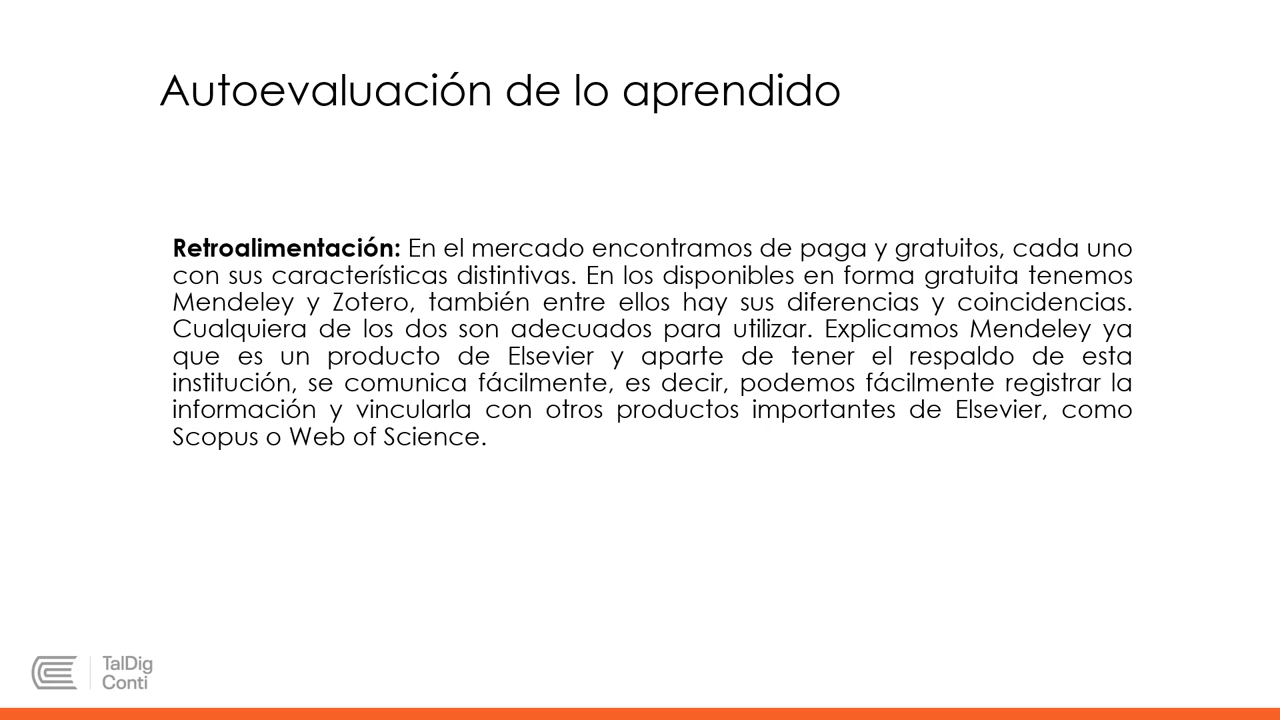 Autoevaluación de lo aprendido
Retroalimentación: En el mercado encontramos de paga y gratuitos, cada uno
con sus características distintivas. En los disponibles en forma gratuita tenemos
Mendeley y Zotero, también entre ellos hay sus diferencias y coincidencias.
Cualquiera de los dos son adecuados para utilizar. Explicamos Mendeley ya
que es un producto de Elsevier y aparte de tener el respaldo de esta
institución, se comunica fácilmente, es decir, podemos fácilmente registrar la
información y vincularla con otros productos importantes de Elsevier, como
Scopus o Web of Science.
TalDig
Conti